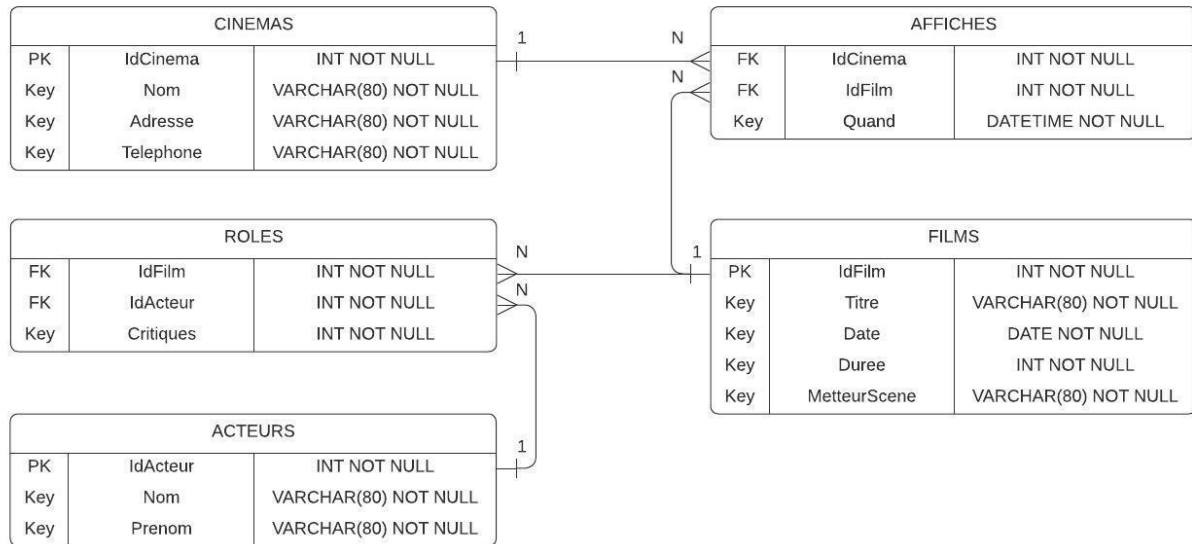 CINEMAS
PK IdCinema INT NOT NULL
Key Nom VARCHAR(80) NOT NULL
Key Adresse VARCHAR(80) NOT NULL
Key Telephone VARCHAR(80) NOT NULL
1
N
N
AFFICHES
FK IdCinema INT NOT NULL
FK IdFilm INT NOT NULL
Key Quand DATETIME NOT NULL
ROLES
FK IdFilm INT NOT NULL
FK IdActeur INT NOT NULL
Key Critiques INT NOT NULL
N
N
1
FILMS
PK IdFilm INT NOT NULL
Key Titre VARCHAR(80) NOT NULL
Key Date DATE NOT NULL
Key Duree INT NOT NULL
Key MetteurScene VARCHAR(80) NOT NULL
ACTEURS
PK IdActeur INT NOT NULL
Key Nom VARCHAR(80) NOT NULL
Key Prenom VARCHAR(80) NOT NULL
1